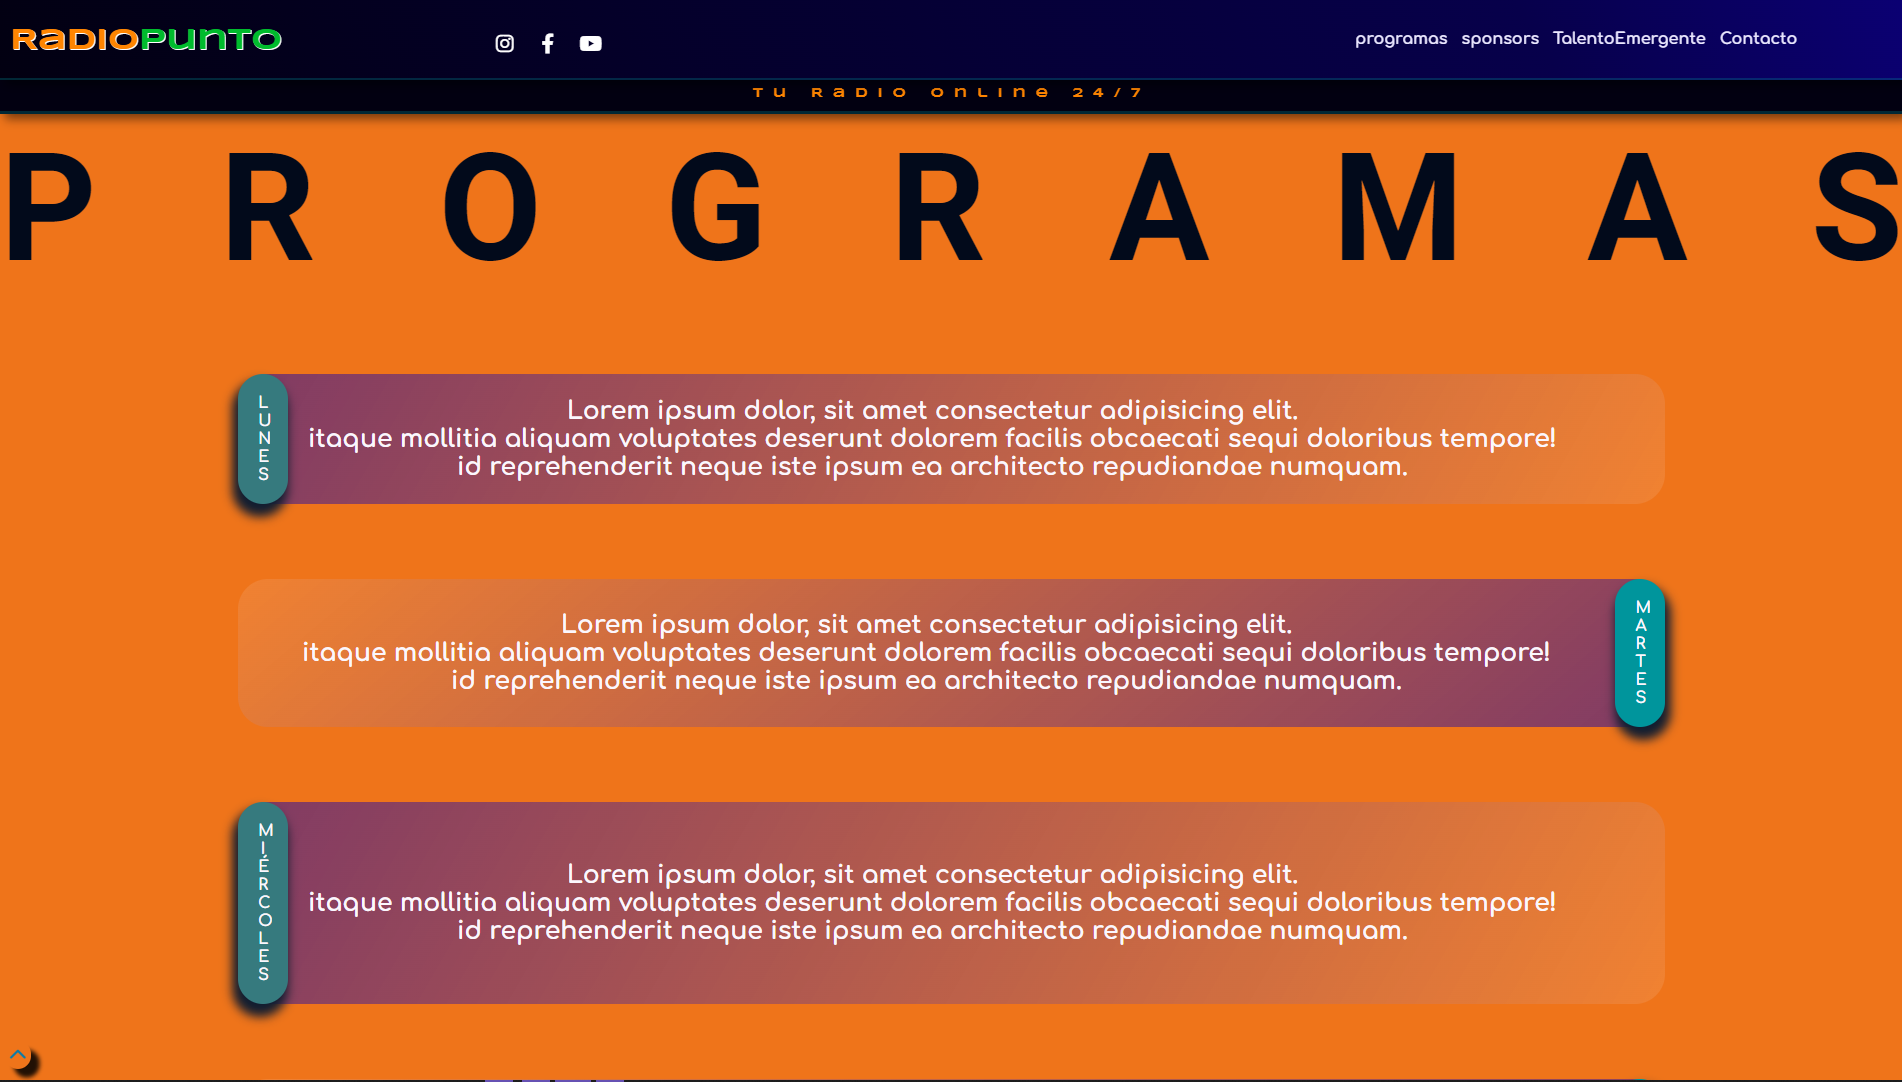 RaDIOPunTO
programas sponsors TalentoEmergente Contacto
Tu RaDIO OnLIne 24/7
PROGRAMAS
LUNES
Lorem ipsum dolor, sit amet consectetur adipisicing elit.
itaque mollitia aliquam voluptates deserunt dolorem facilis obcaecati sequi doloribus tempore!
id reprehenderit neque iste ipsum ea architecto repudiandae numquam.
Lorem ipsum dolor, sit amet consectetur adipisicing elit.
itaque mollitia aliquam voluptates deserunt dolorem facilis obcaecati sequi doloribus tempore!
id reprehenderit neque iste ipsum ea architecto repudiandae numquam.
MARTES
MIÉRCOLES
Lorem ipsum dolor, sit amet consectetur adipisicing elit.
itaque mollitia aliquam voluptates deserunt dolorem facilis obcaecati sequi doloribus tempore!
id reprehenderit neque iste ipsum ea architecto repudiandae numquam.